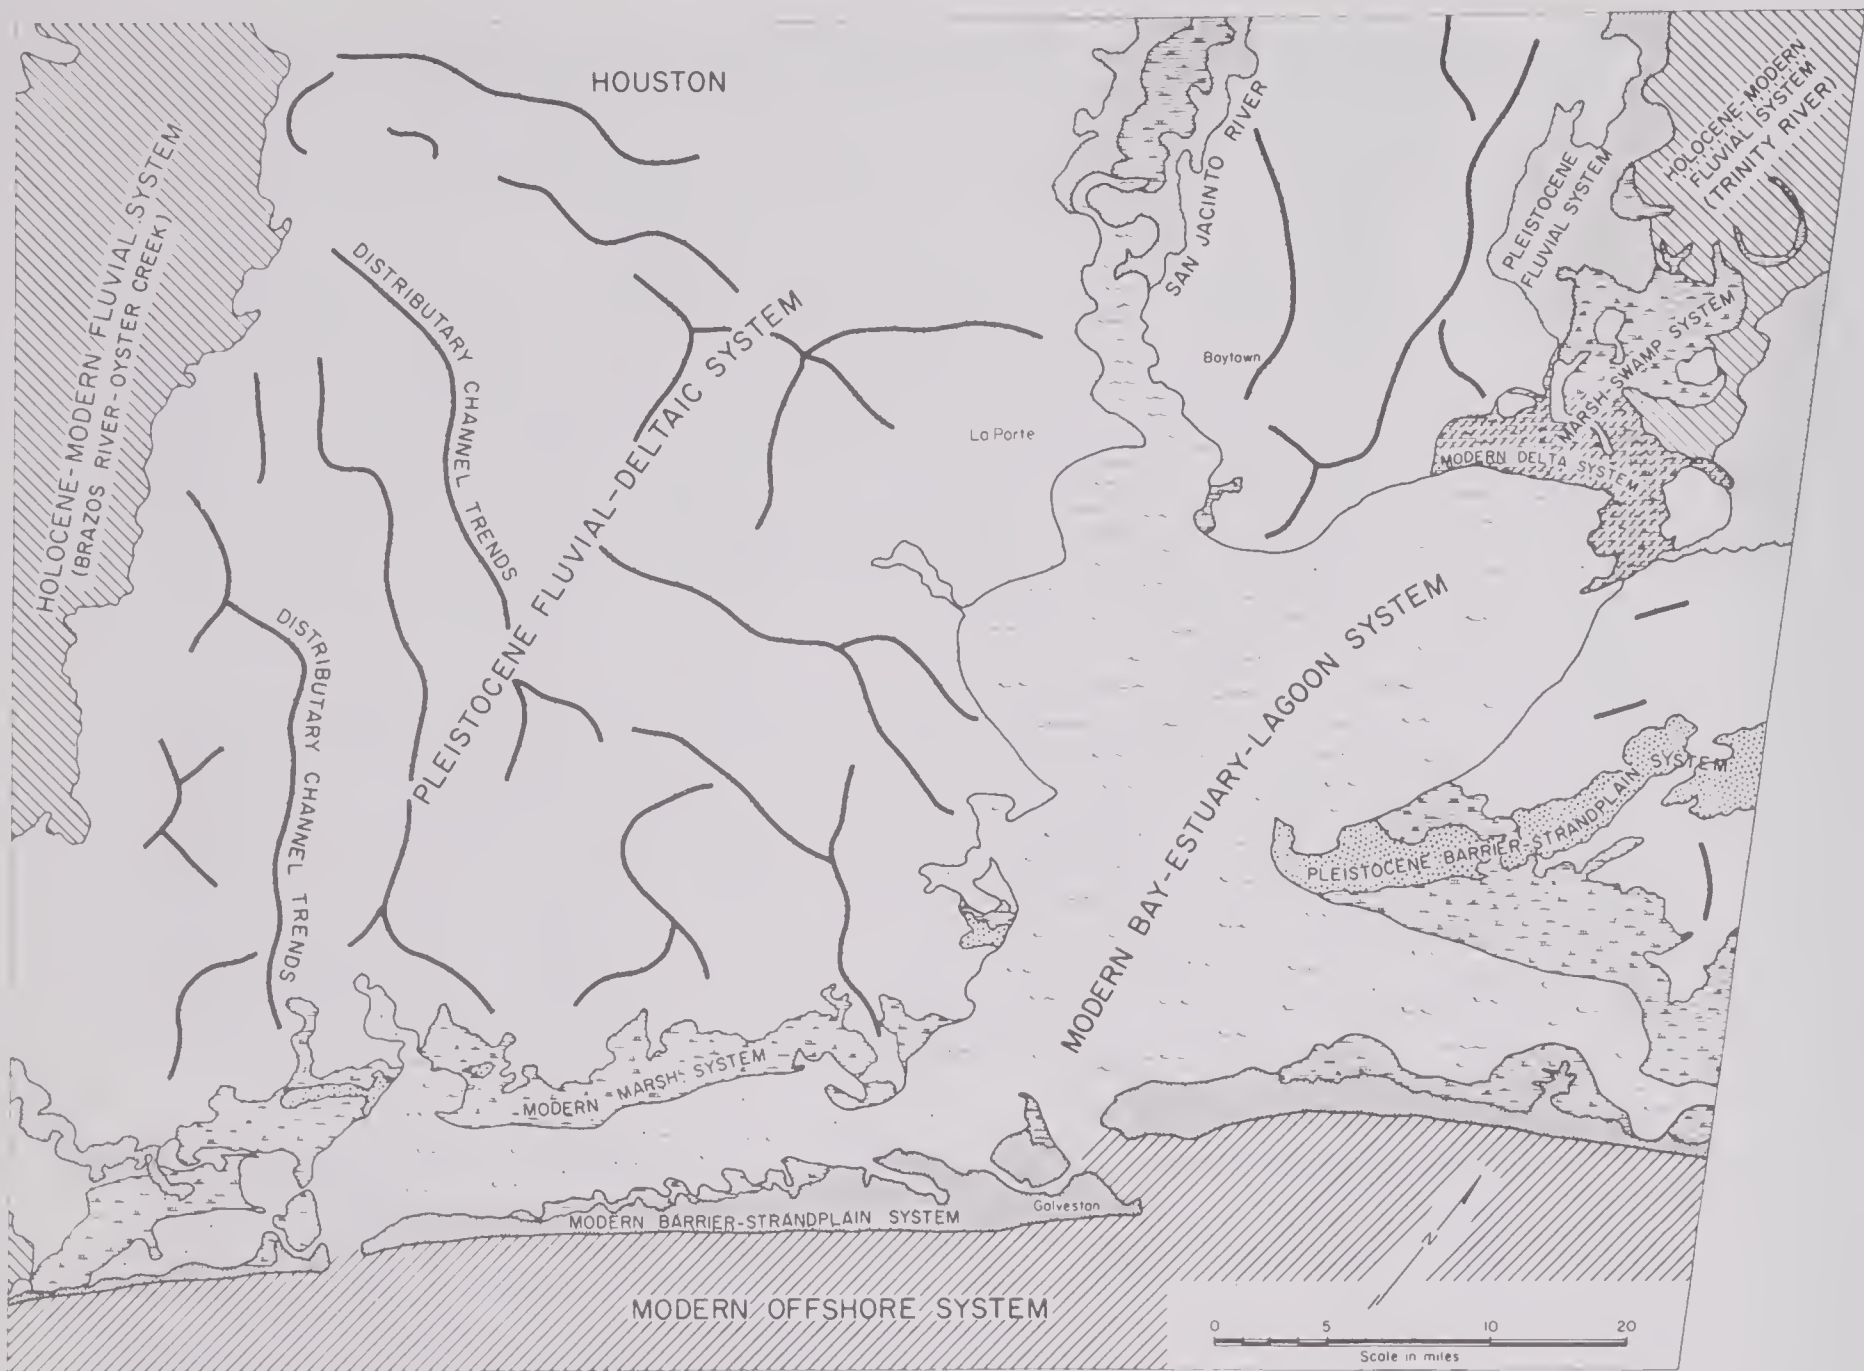 HOUSTON
HOLOCENE-MODERN FLUVIAL SYSTEM
(BRAZOS RIVER-OYSTER CREEK)
SAN JACINTO RIVER
PLEISTOCENE
FLUVIAL SYSTEM
HOLOCENE-MODERN
FLUVIAL SYSTEM
(TRINITY RIVER)
DISTRIBUTARY CHANNEL TRENDS
PLEISTOCENE FLUVIAL-DELTAIC SYSTEM
Baytown
La Porte
MARSH-SWAMP SYSTEM
MODERN DELTA SYSTEM
DISTRIBUTARY CHANNEL TRENDS
MODERN BAY-ESTUARY-LAGOON SYSTEM
PLEISTOCENE BARRIER-STRANDPLAIN SYSTEM
MODERN MARSH SYSTEM
MODERN BARRIER-STRANDPLAIN SYSTEM
Galveston
MODERN OFFSHORE SYSTEM
N
0 5 10 20
Scale in miles